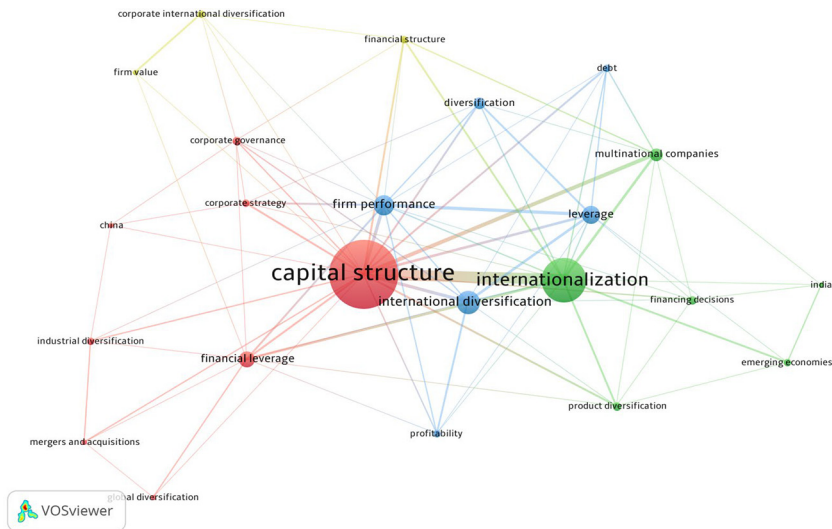 corporate international diversification
financial structure
firm value
debt
diversification
corporate governance
multinational companies
corporate strategy
firm performance
leverage
china
capital structure
internationalization
india
international diversification
financing decisions
industrial diversification
financial leverage
emerging economies
product diversification
profitability
mergers and acquisitions
global diversification
VOSviewer